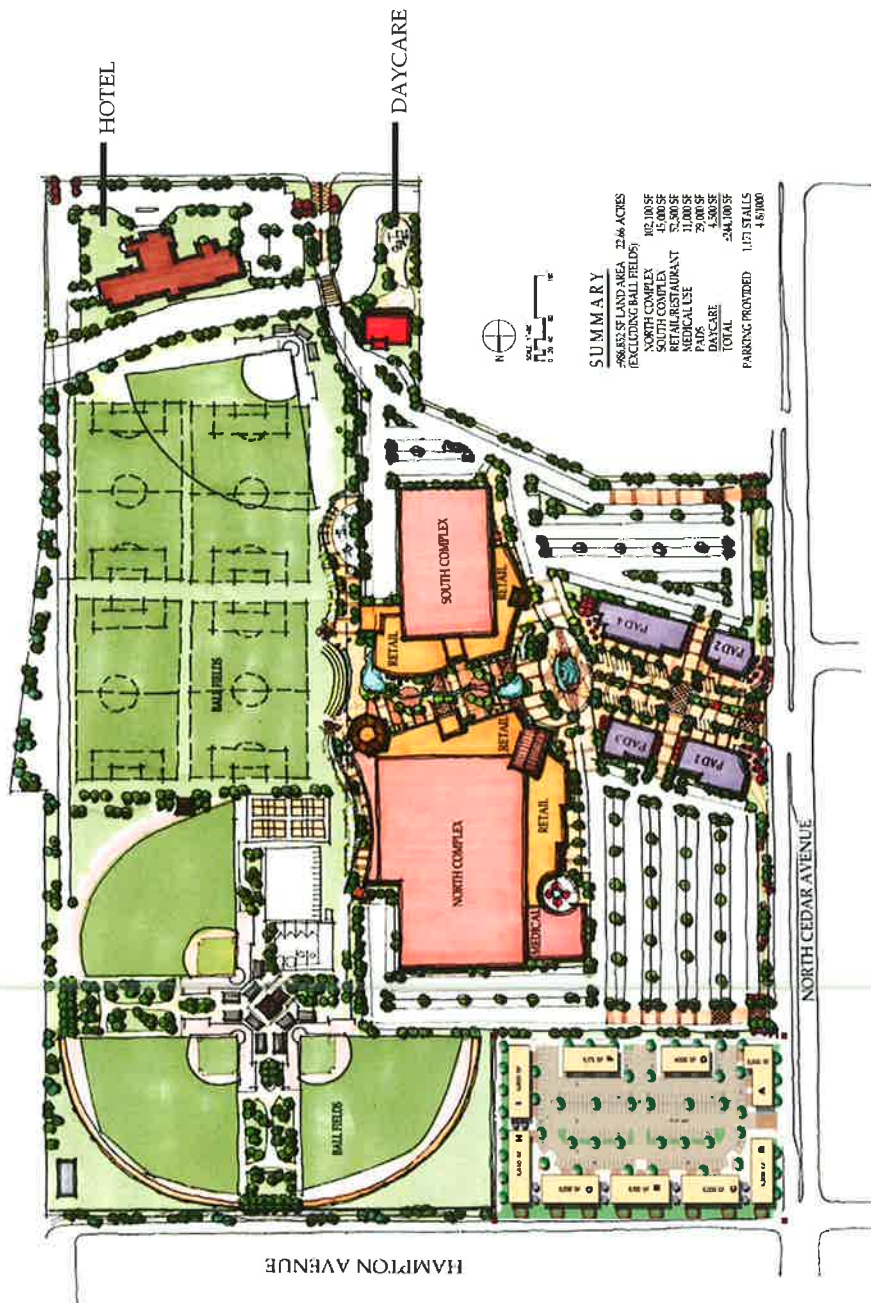 HOTEL
DAYCARE
N
SUMMARY
±986,852 SF LAND AREA 22.66 ACRES
(EXCLUDING BALL FIELDS)
NORTH COMPLEX 102,100 SF
SOUTH COMPLEX 45,000 SF
RETAIL/RESTAURANT 52,500 SF
MEDICAL USE 11,000 SF
PADS 29,000 SF
DAYCARE 4,500 SF
TOTAL ±244,100 SF
PARKING PROVIDED 1,171 STALLS
4.8/1000
BALL FIELDS
SOUTH COMPLEX
RETAIL
RETAIL
RETAIL
RETAIL
NORTH COMPLEX
MEDICAL
PAD 4
PAD 2
PAD 3
PAD 1
BALL FIELDS
NORTH CEDAR AVENUE
HAMPTON AVENUE
H
I
F
G
A
B
C
E
D